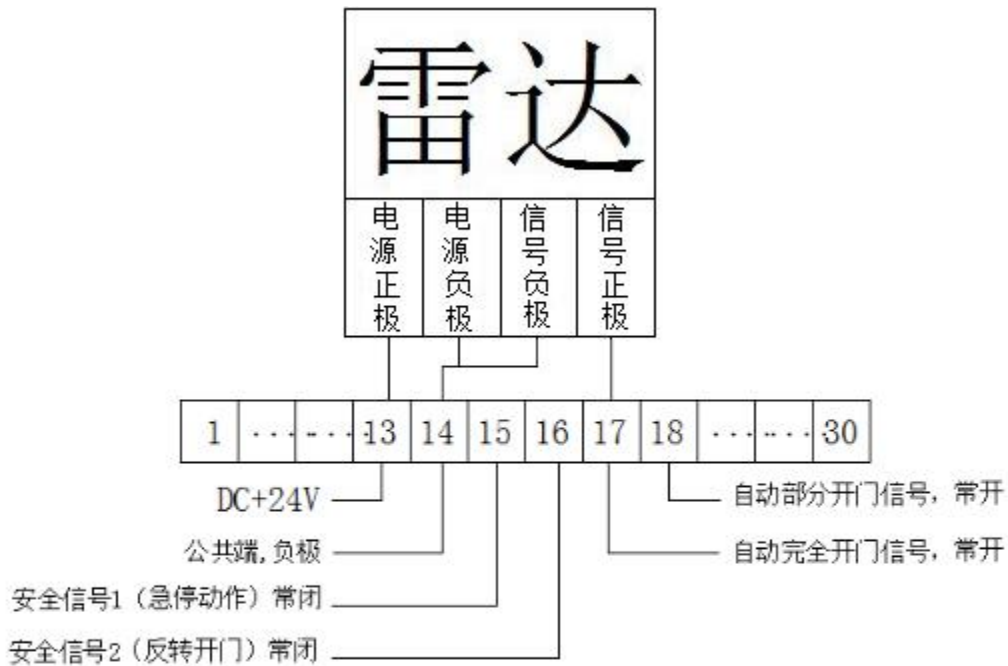 雷达
电源正极
电源负极
信号负极
信号正极
1 ...... 13 14 15 16 17 18 ...... 30
DC+24V
自动部分开门信号，常开
公共端,负极
自动完全开门信号，常开
安全信号1（急停动作）常闭
安全信号2（反转开门）常闭